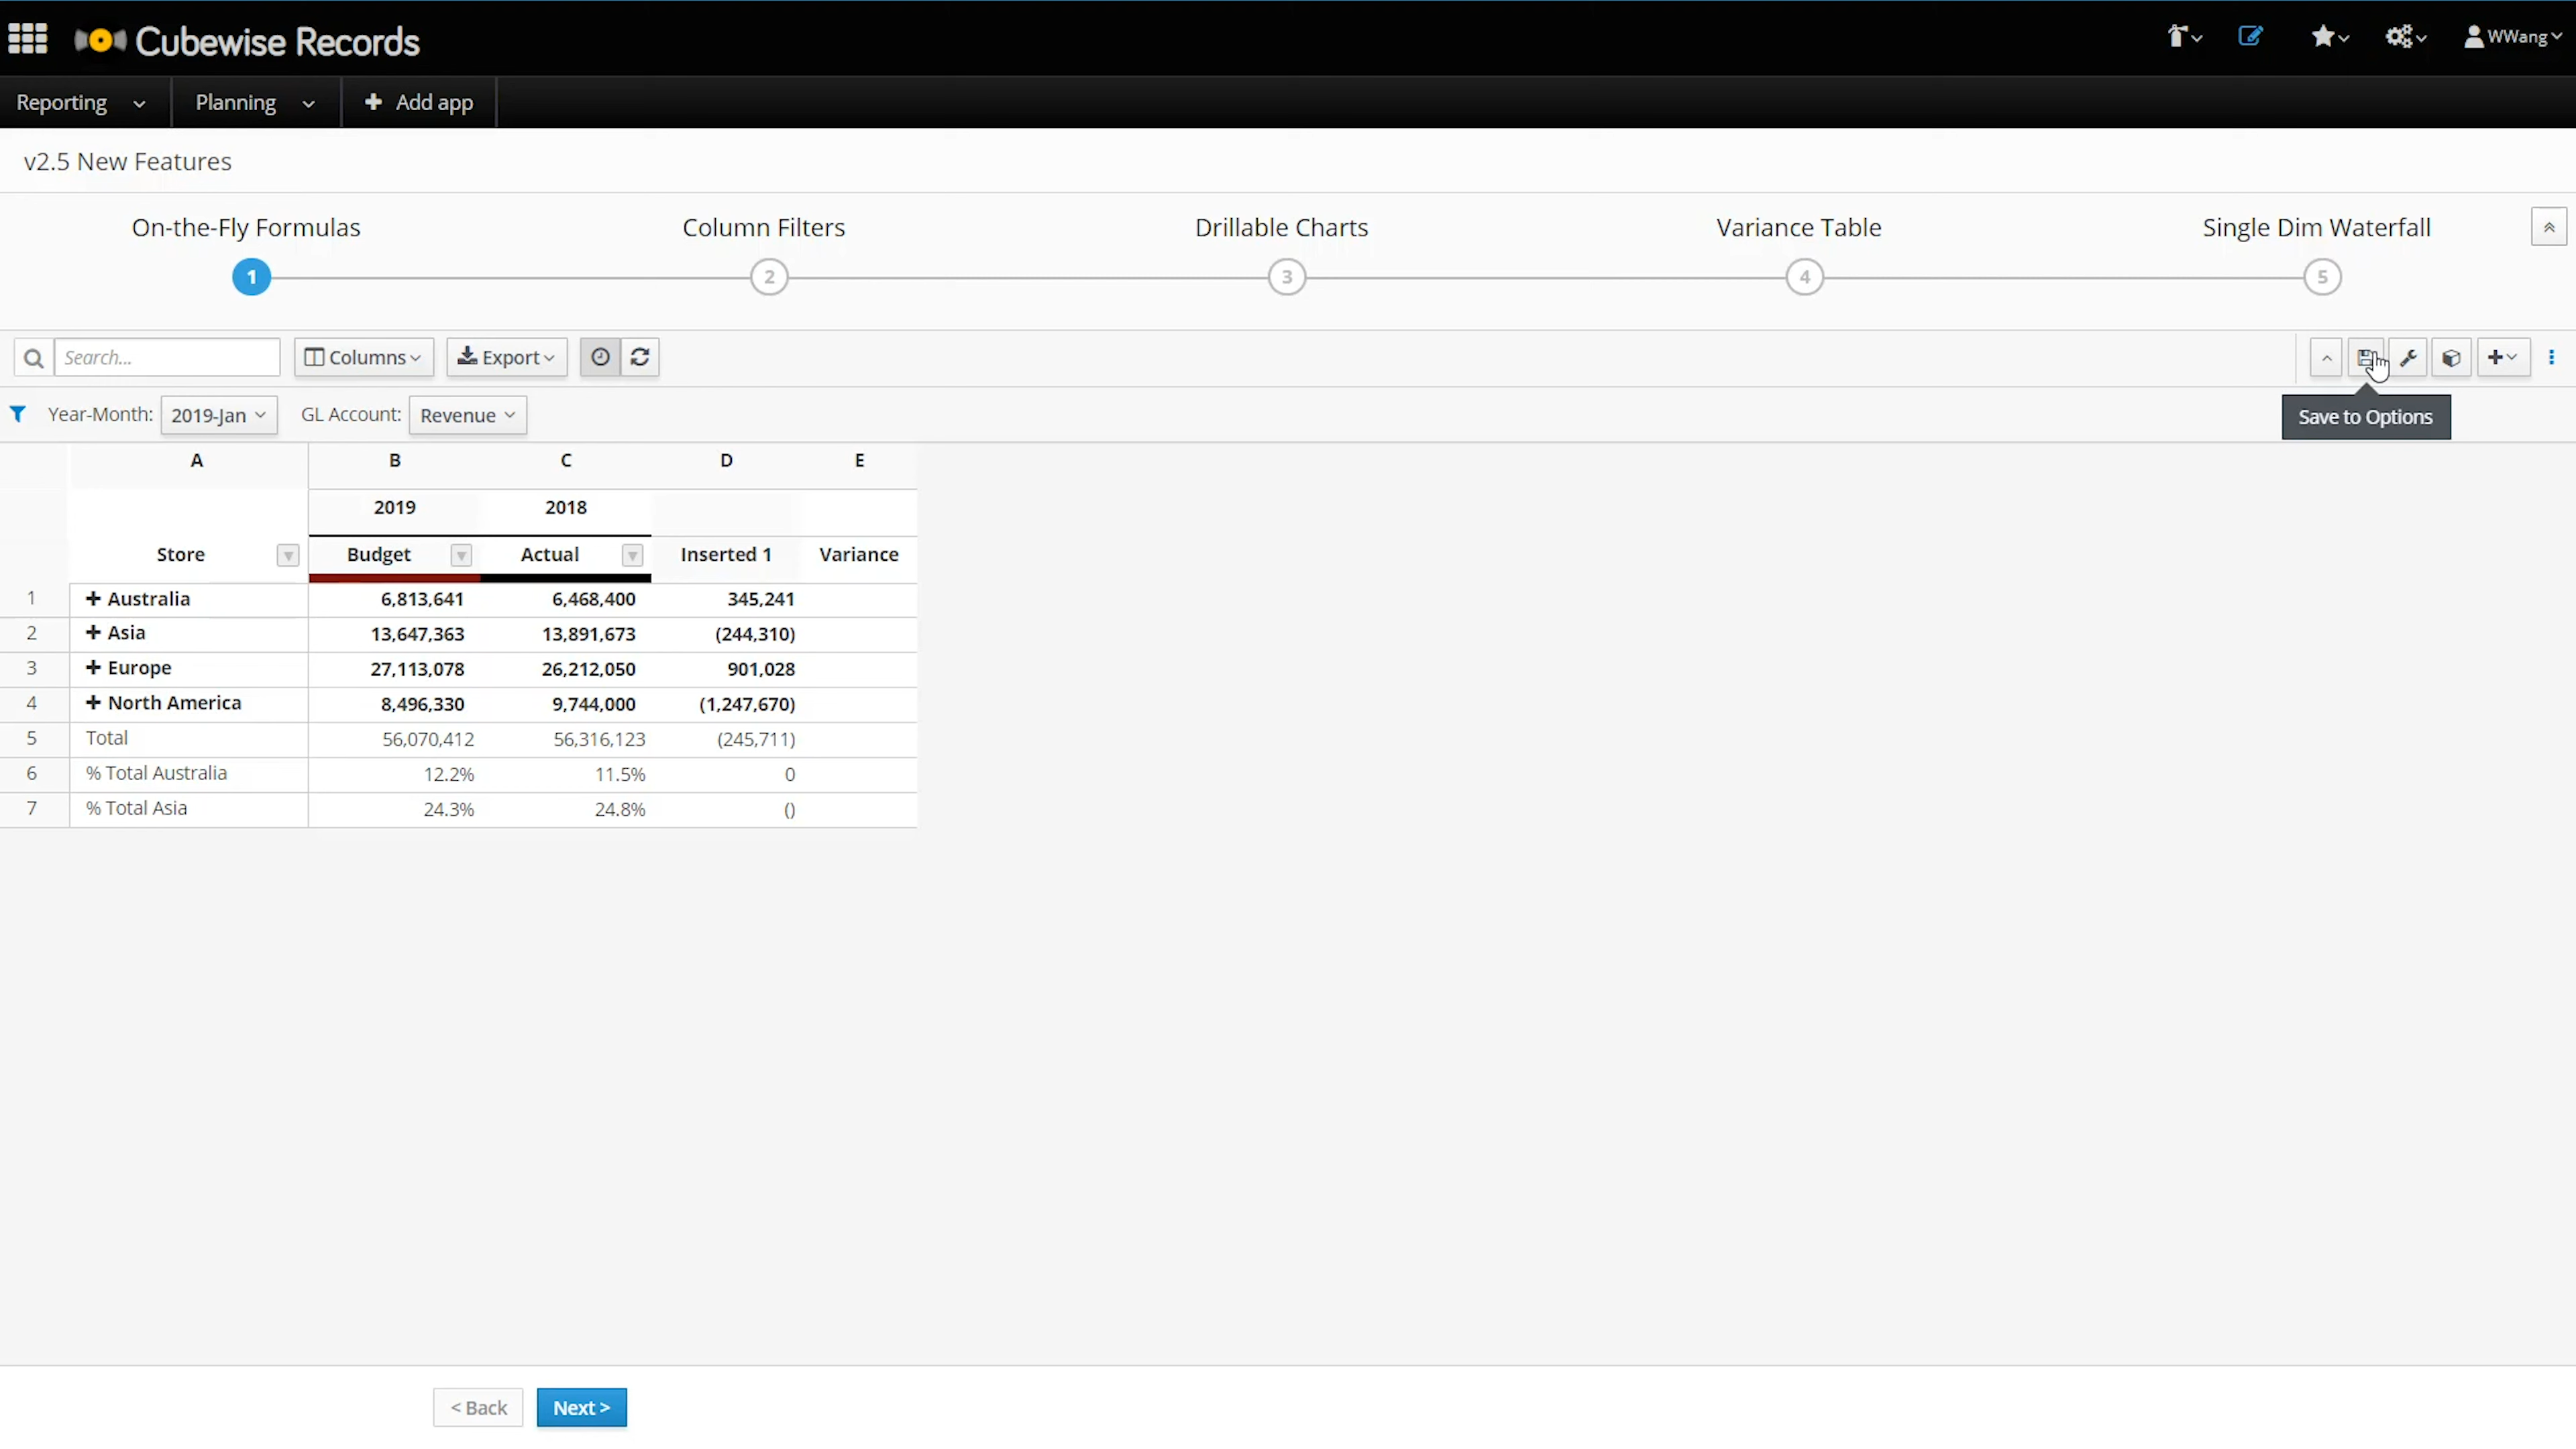 Cubewise Records
WWang
Reporting Planning + Add app
v2.5 New Features
On-the-Fly Formulas Column Filters Drillable Charts Variance Table Single Dim Waterfall
1 2 3 4 5
Search... Columns Export
Save to Options
Year-Month: 2019-Jan GL Account: Revenue
A B C D E
2019 2018
Store Budget Actual Inserted 1 Variance
1 + Australia 6,813,641 6,468,400 345,241
2 + Asia 13,647,363 13,891,673 (244,310)
3 + Europe 27,113,078 26,212,050 901,028
4 + North America 8,496,330 9,744,000 (1,247,670)
5 Total 56,070,412 56,316,123 (245,711)
6 % Total Australia 12.2% 11.5% 0
7 % Total Asia 24.3% 24.8% ()
< Back Next >